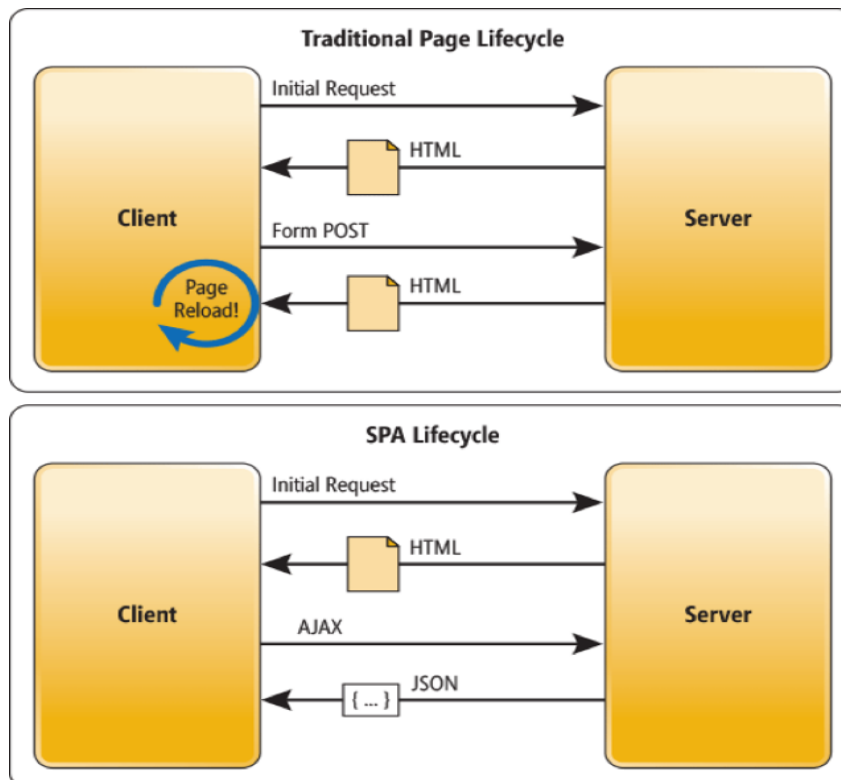 Traditional Page Lifecycle
Initial Request
HTML
Client
Server
Form POST
Page
Reload!
HTML
SPA Lifecycle
Initial Request
HTML
Client
Server
AJAX
JSON
{ ... }